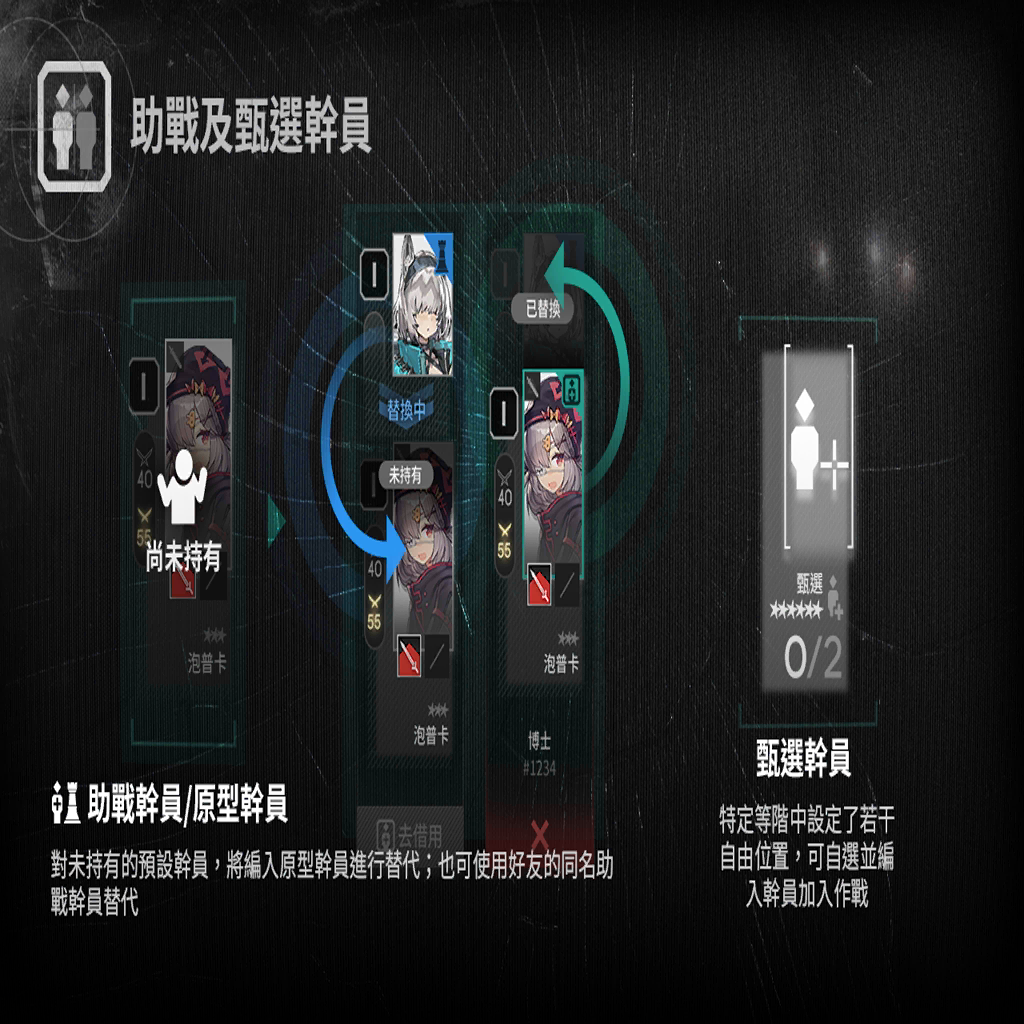 助戰及甄選幹員
I
40
55
尚未持有
★★★
泡普卡
I
替換中
未持有
I
40
55
★★★
泡普卡
去借用
I
已替換
I
40
55
★★★
泡普卡
博士
#1234
甄選
★★★★★★
0/2
助戰幹員/原型幹員
對未持有的預設幹員，將編入原型幹員進行替代；也可使用好友的同名助
戰幹員替代
甄選幹員
特定等階中設定了若干
自由位置，可自選並編
入幹員加入作戰